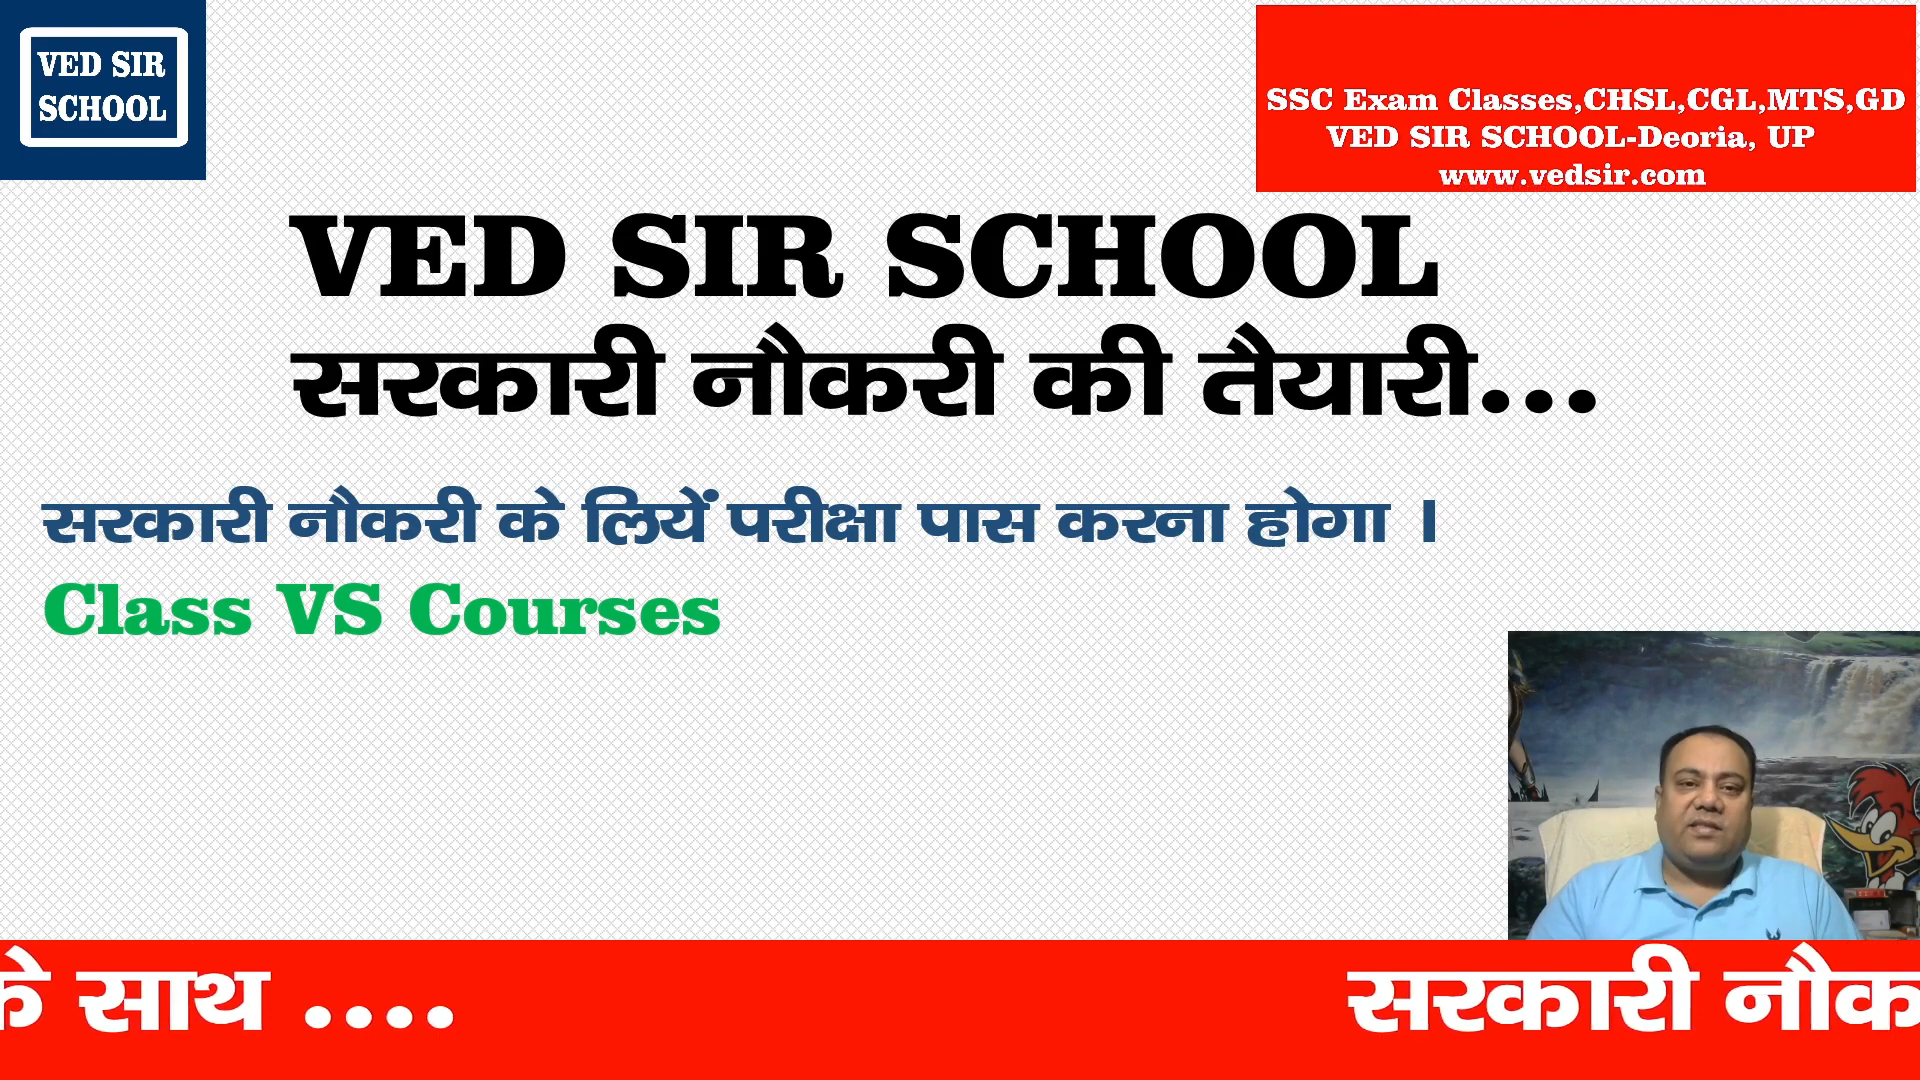 VED SIR
SCHOOL
SSC Exam Classes,CHSL,CGL,MTS,GD
VED SIR SCHOOL-Deoria, UP
www.vedsir.com
VED SIR SCHOOL
सरकारी नौकरी की तैयारी...
सरकारी नौकरी के लियें परीक्षा पास करना होगा ।
Class VS Courses
के साथ .... सरकारी नौक